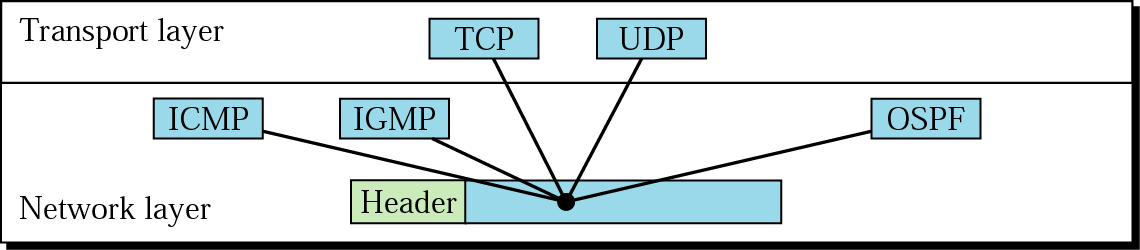 Transport layer
TCP
UDP
ICMP
IGMP
OSPF
Header
Network layer